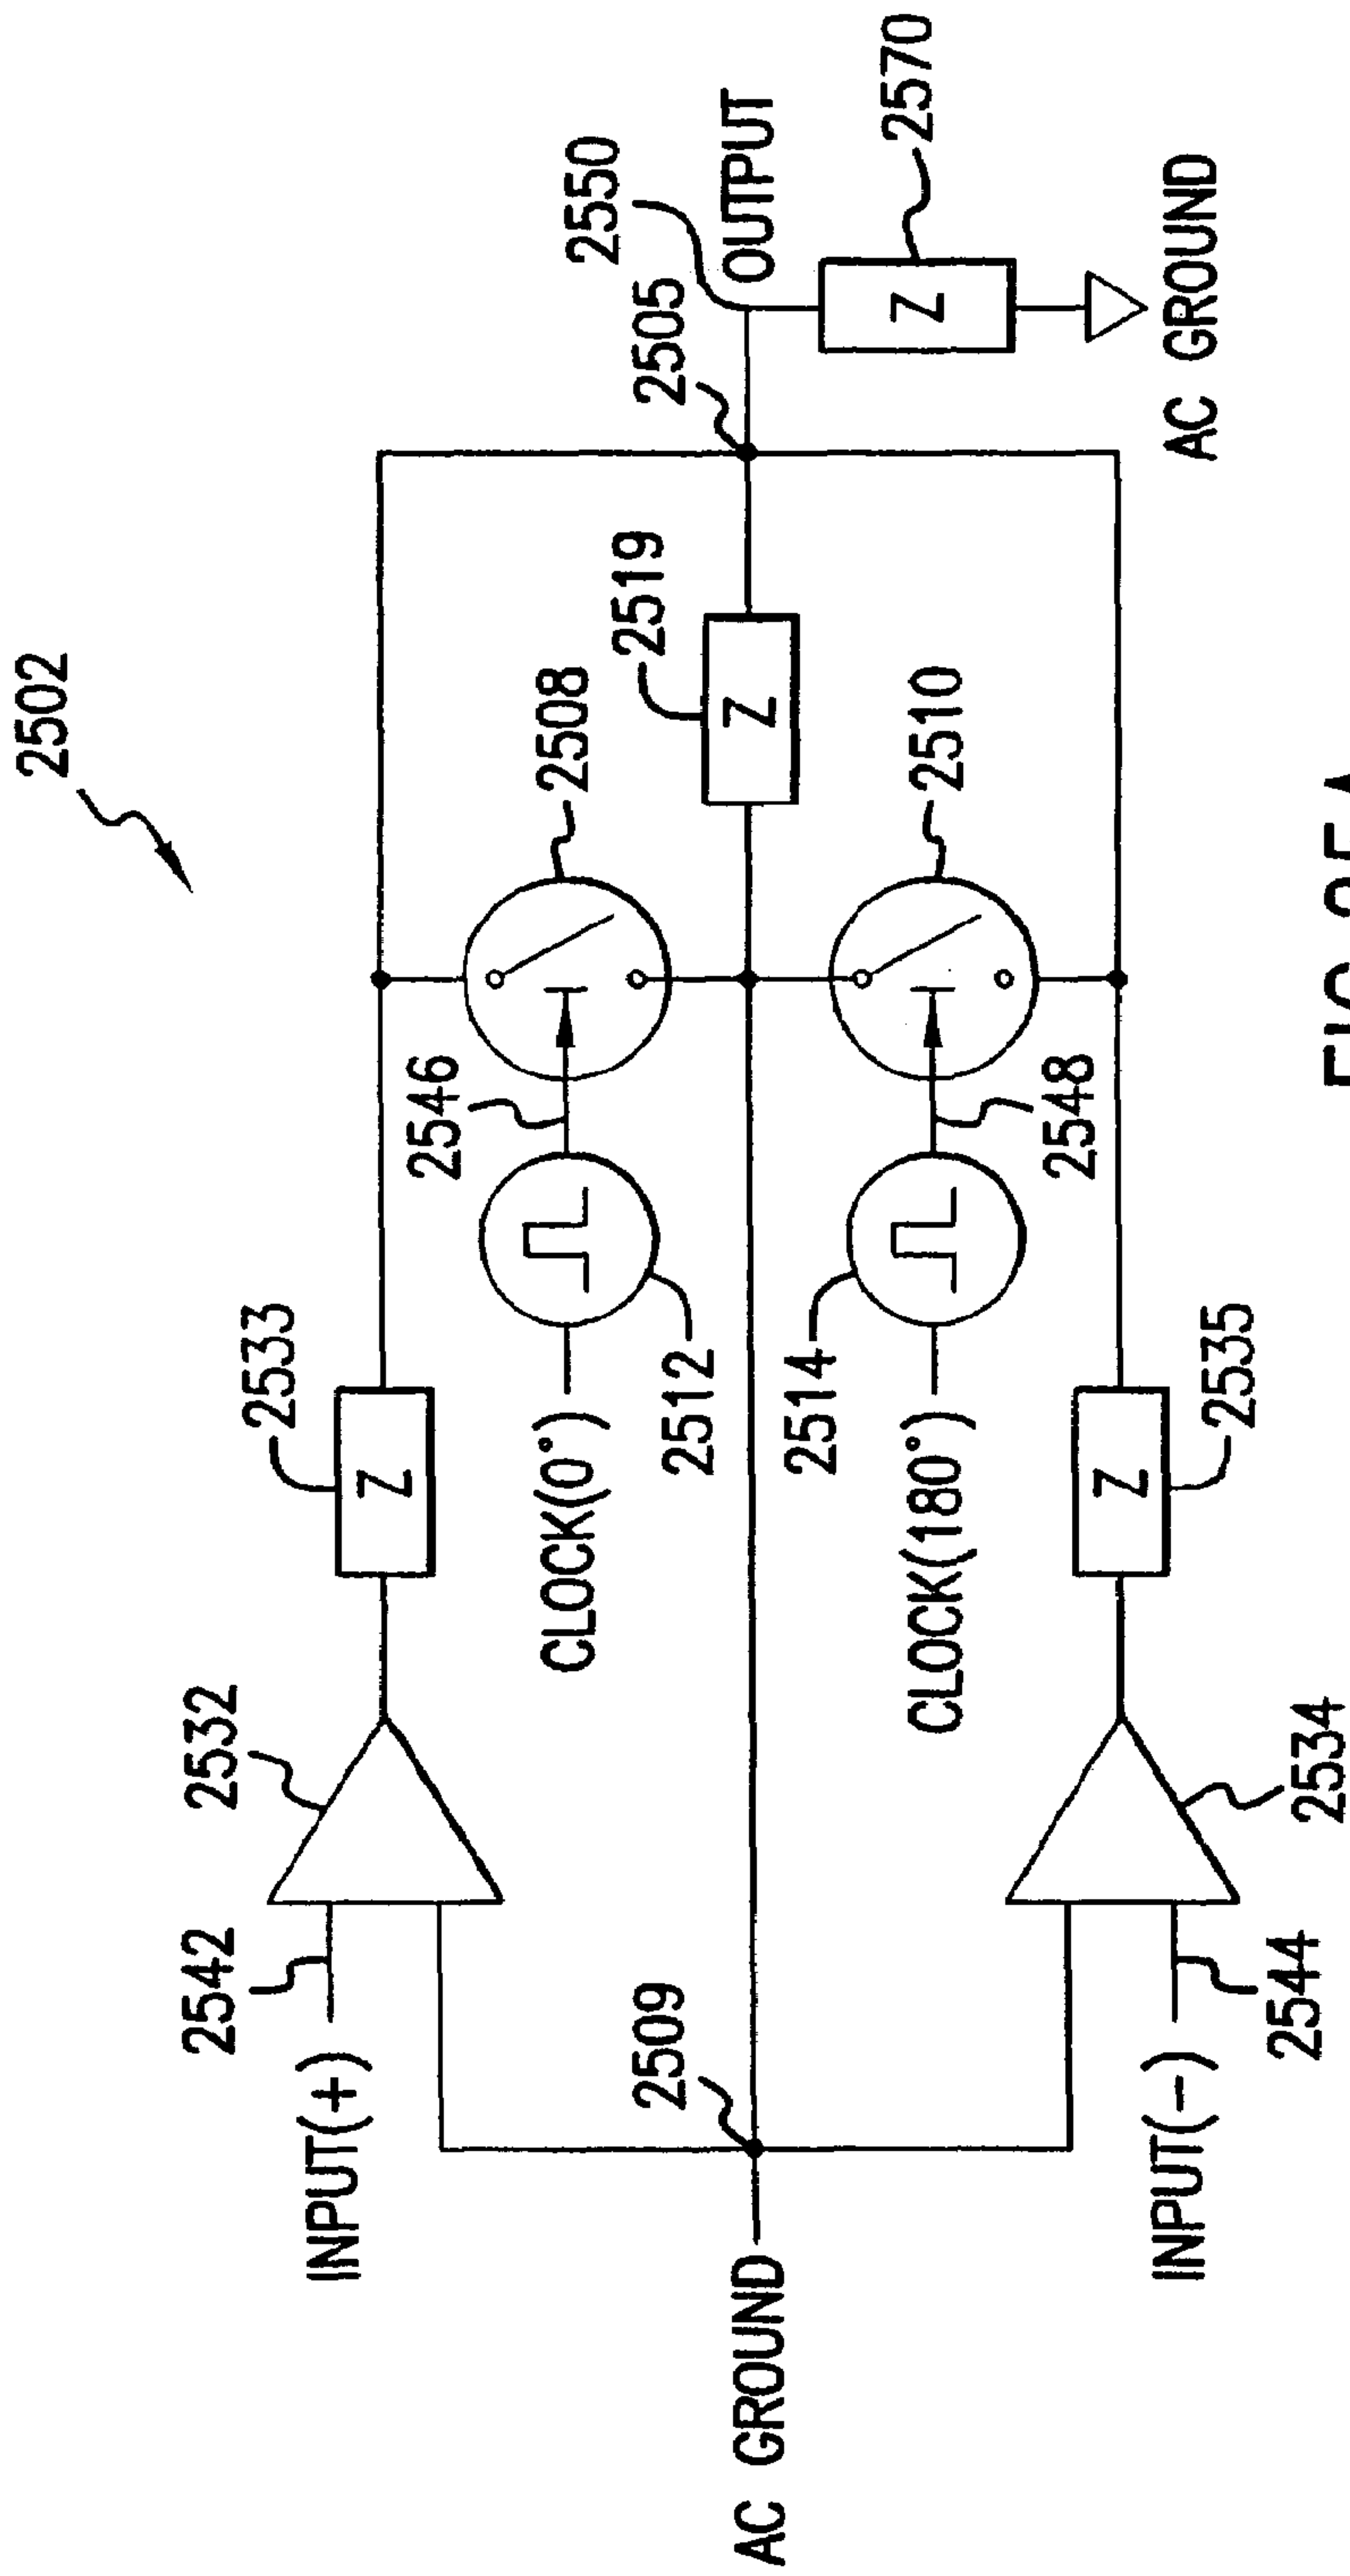 2502
2542
2532
2533
INPUT(+)
CLOCK(0°)
2512
2546
2508
Z
2509
AC GROUND
2519
Z
2505
2550
OUTPUT
Z
2570
AC GROUND
CLOCK(180°)
2514
2548
2510
INPUT(-)
2544
2534
Z
2535